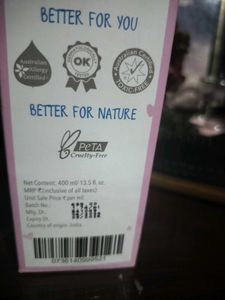 BETTER FOR YOU
Australian
Allergy
Certified
OK
Australian Certified
TOXIC-FREE
BETTER FOR NATURE
PETA
Cruelty-Free
Net Content: 400 ml/ 13.5 fl. oz.
MRP ₹(Inclusive of all taxes)
Unit Sale Price ₹ per ml
Batch No.:
Mfg. Dt.:
Expiry Dt.
Country of origin: India